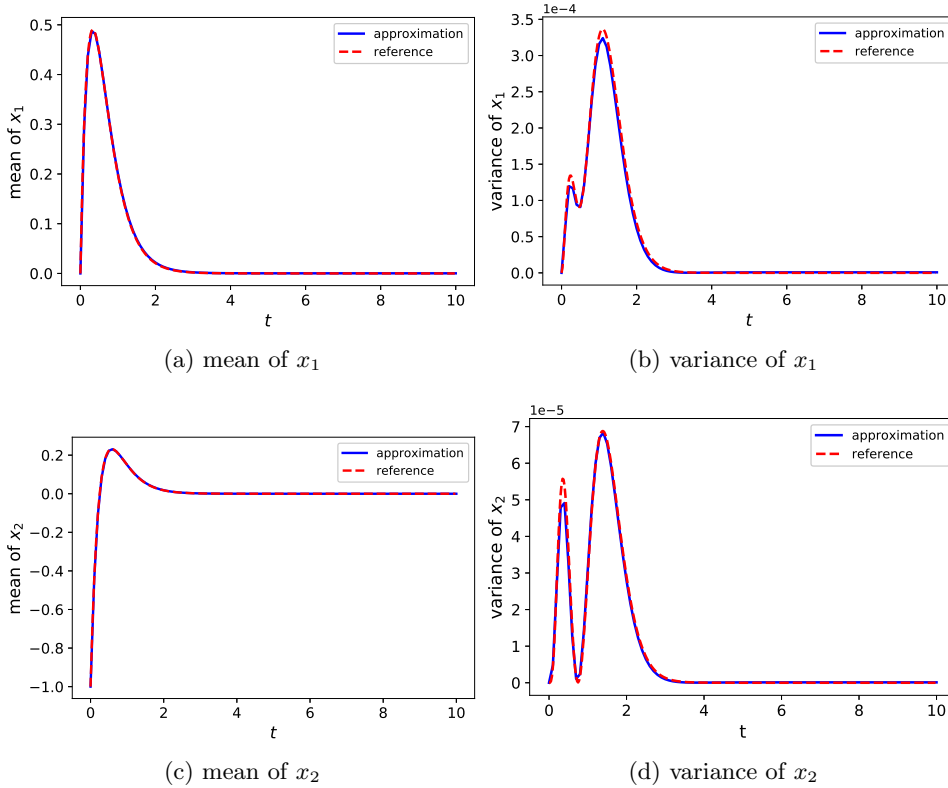 approximation
reference
mean of x₁
0.5
0.4
0.3
0.2
0.1
0.0
0 2 4 6 8 10
t
(a) mean of x₁
1e−4
approximation
reference
variance of x₁
3.5
3.0
2.5
2.0
1.5
1.0
0.5
0.0
0 2 4 6 8 10
t
(b) variance of x₁
approximation
reference
mean of x₂
0.2
0.0
−0.2
−0.4
−0.6
−0.8
−1.0
0 2 4 6 8 10
t
(c) mean of x₂
1e−5
approximation
reference
variance of x₂
7
6
5
4
3
2
1
0
0 2 4 6 8 10
t
(d) variance of x₂